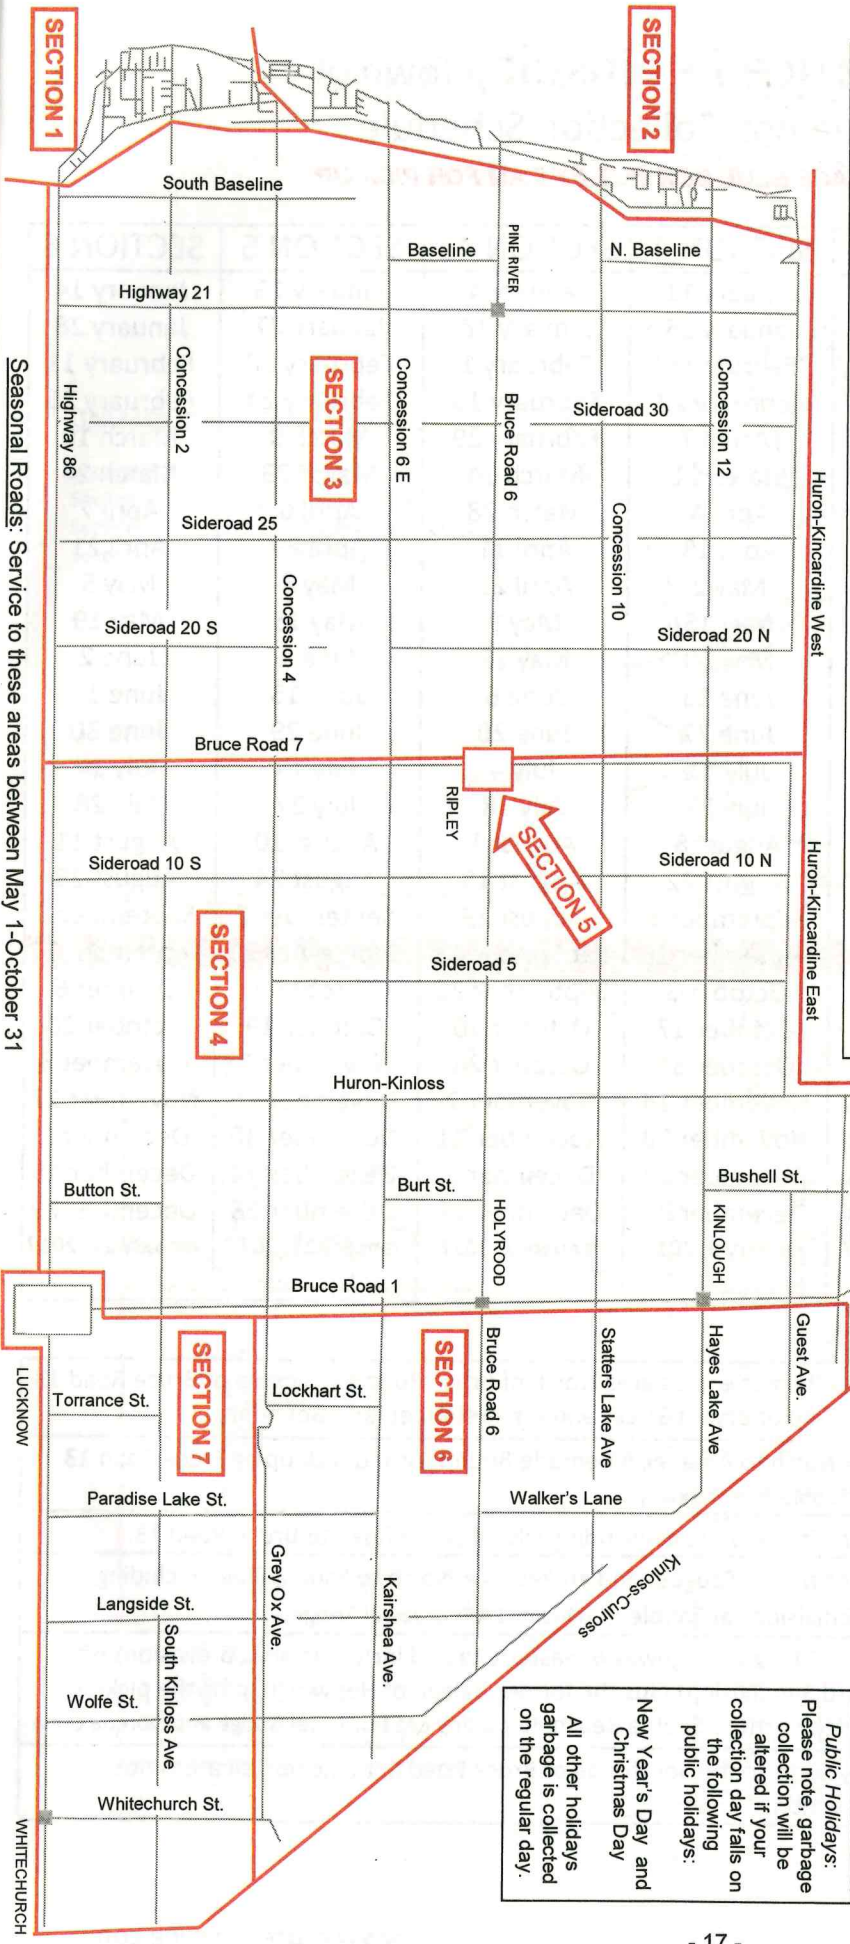 SECTION 1
SECTION 2
South Baseline
Baseline
PINE RIVER
N. Baseline
Highway 21
Highway 86
Concession 2
SECTION 3
Concession 6 E
Bruce Road 6
Sideroad 30
Concession 12
Huron-Kincardine West
Sideroad 25
Concession 4
Concession 10
Sideroad 20 S
Sideroad 20 N
Bruce Road 7
RIPLEY
SECTION 5
Sideroad 10 S
Sideroad 10 N
Huron-Kincardine East
SECTION 4
Sideroad 5
Seasonal Roads: Service to these areas between May 1-October 31
Huron-Kinloss
Button St.
Burt St.
HOLYROOD
Bushell St.
KINLOUGH
Bruce Road 1
LUCKNOW
SECTION 7
SECTION 6
Bruce Road 6
Statters Lake Ave
Hayes Lake Ave
Guest Ave.
Torrance St.
Lockhart St.
Paradise Lake St.
Walker's Lane
Grey Ox Ave.
Kairshea Ave.
Kinloss-Culross
Langside St.
South Kinloss Ave
Wolfe St.
Whitechurch St.
WHITECHURCH
Public Holidays:
Please note, garbage
collection will be
altered if your
collection day falls on
the following
public holidays:
New Year's Day and
Christmas Day
All other holidays
garbage is collected
on the regular day.
- 17 -